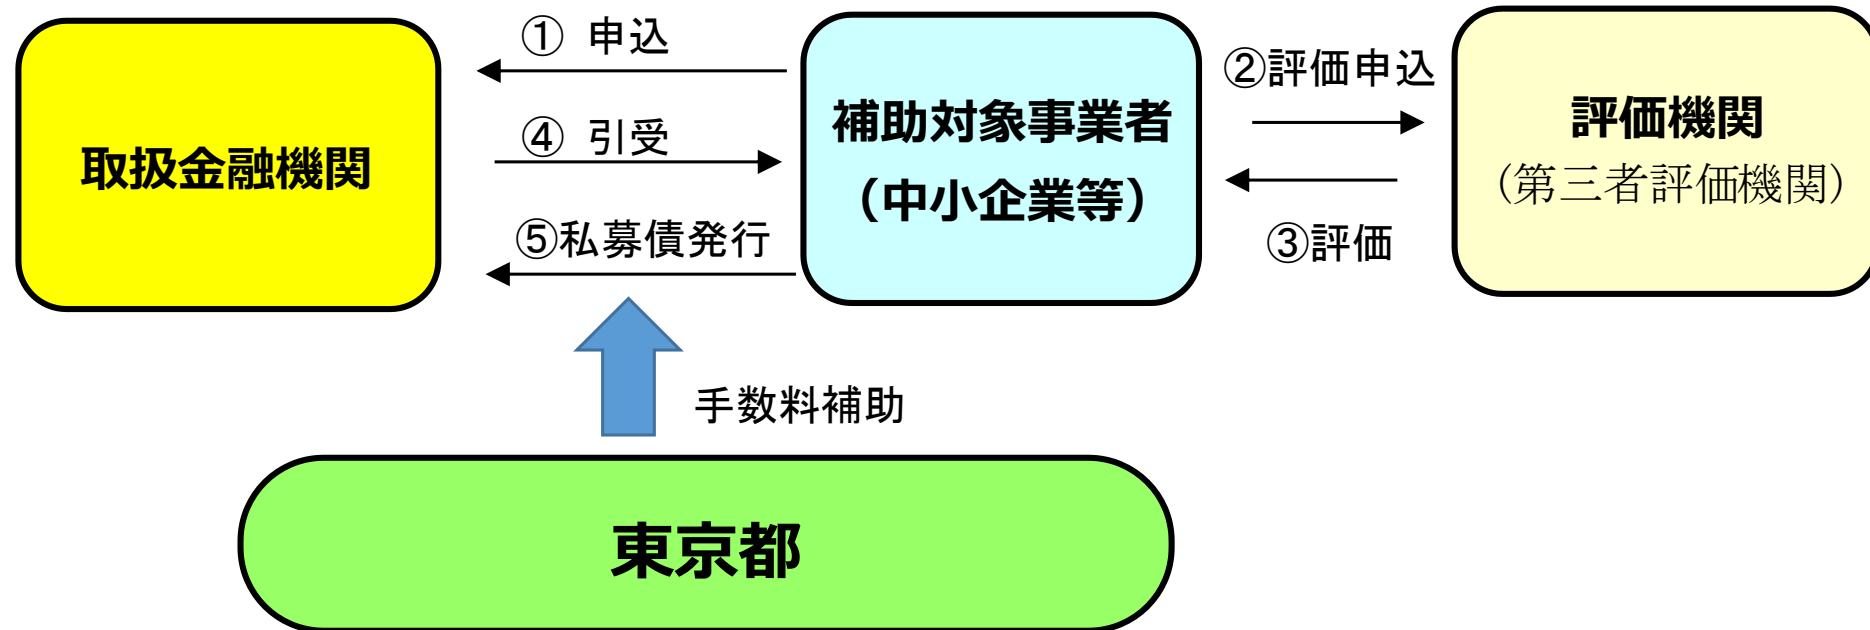 取扱金融機関
① 申込
④ 引受
⑤私募債発行
補助対象事業者
（中小企業等）
②評価申込
③評価
評価機関
（第三者評価機関）
手数料補助
東京都